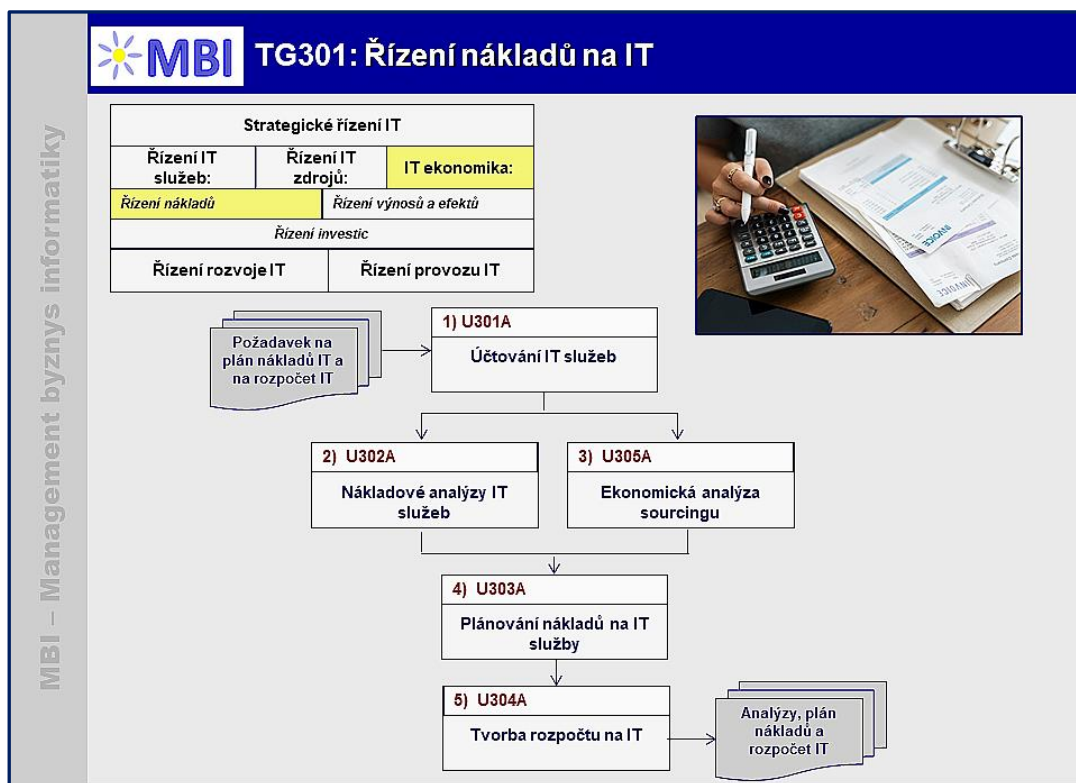 MBI
TG301: Řízení nákladů na IT
MBI – Management byznys informatiky
Strategické řízení IT
Řízení IT
služeb:
Řízení IT
zdrojů:
IT ekonomika:
Řízení nákladů
Řízení výnosů a efektů
Řízení investic
Řízení rozvoje IT
Řízení provozu IT
INVOICE
INVOICE
Požadavek na
plán nákladů IT a
na rozpočet IT
1) U301A
Účtování IT služeb
2) U302A
Nákladové analýzy IT
služeb
3) U305A
Ekonomická analýza
sourcingu
4) U303A
Plánování nákladů na IT
služby
5) U304A
Tvorba rozpočtu na IT
Analýzy, plán
nákladů a
rozpočet IT